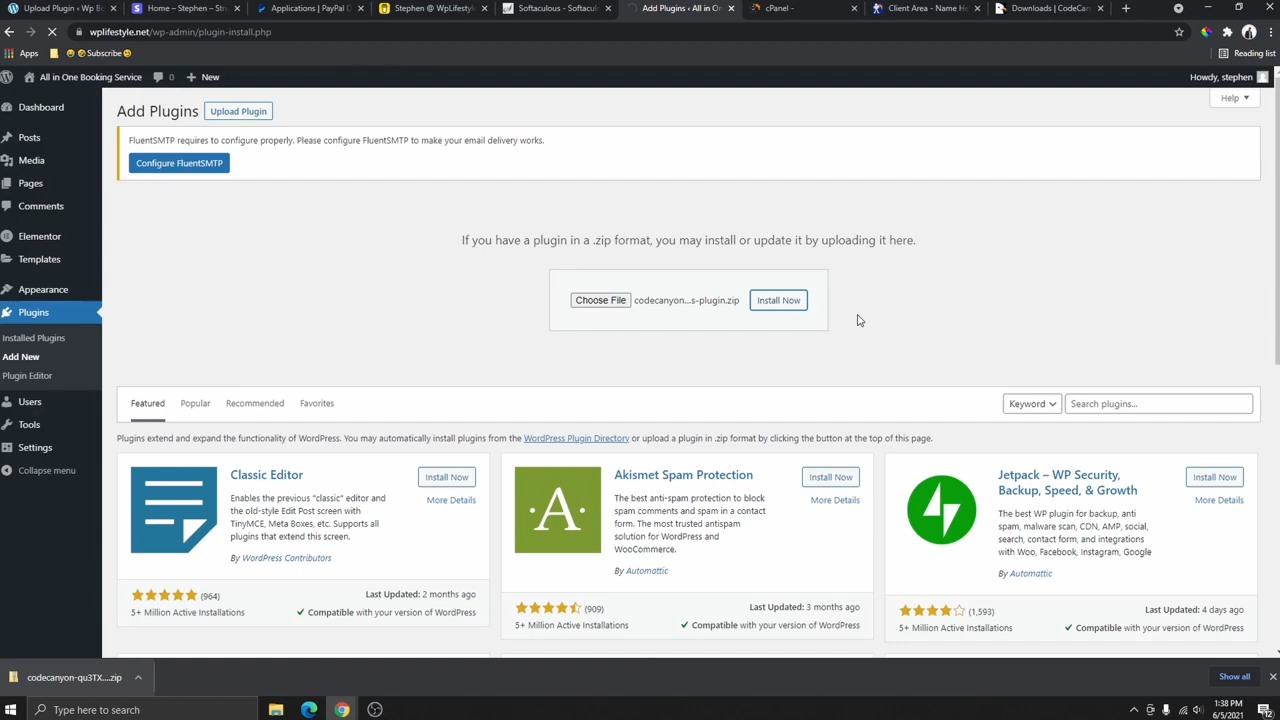 Upload Plugin ‹ Wp Bo
Home – Stephen – Str
Applications | PayPal D
Stephen @ WpLifestyle
Softaculous - Softacul
Add Plugins ‹ All in On
cPanel -
Client Area - Name He
Downloads | CodeCan
wplifestyle.net/wp-admin/plugin-install.php
Apps
Subscribe
Reading list
All in One Booking Service
New
Howdy, stephen
Dashboard
Posts
Media
Pages
Comments
Elementor
Templates
Appearance
Plugins
Installed Plugins
Add New
Plugin Editor
Users
Tools
Settings
Collapse menu
Help
Add Plugins
Upload Plugin
FluentSMTP requires to configure properly. Please configure FluentSMTP to make your email delivery works.
Configure FluentSMTP
If you have a plugin in a .zip format, you may install or update it by uploading it here.
Choose File codecanyon...s-plugin.zip Install Now
Featured Popular Recommended Favorites
Keyword
Search plugins...
Plugins extend and expand the functionality of WordPress. You may automatically install plugins from the WordPress Plugin Directory or upload a plugin in .zip format by clicking the button at the top of this page.
Classic Editor
Install Now
More Details
Enables the previous "classic" editor and
the old-style Edit Post screen with
TinyMCE, Meta Boxes, etc. Supports all
plugins that extend this screen.
By WordPress Contributors
(964)
5+ Million Active Installations
Last Updated: 2 months ago
Compatible with your version of WordPress
Akismet Spam Protection
Install Now
More Details
The best anti-spam protection to block
spam comments and spam in a contact
form. The most trusted antispam
solution for WordPress and
WooCommerce.
By Automattic
(909)
5+ Million Active Installations
Last Updated: 3 months ago
Compatible with your version of WordPress
Jetpack – WP Security,
Backup, Speed, & Growth
Install Now
More Details
The best WP plugin for backup, anti
spam, malware scan, CDN, AMP, social,
search, contact form, and integrations
with Woo, Facebook, Instagram, Google
By Automattic
(1,593)
5+ Million Active Installations
Last Updated: 4 days ago
Compatible with your version of WordPress
codecanyon-qu3TX....zip
Show all
Type here to search
1:38 PM
6/5/2021